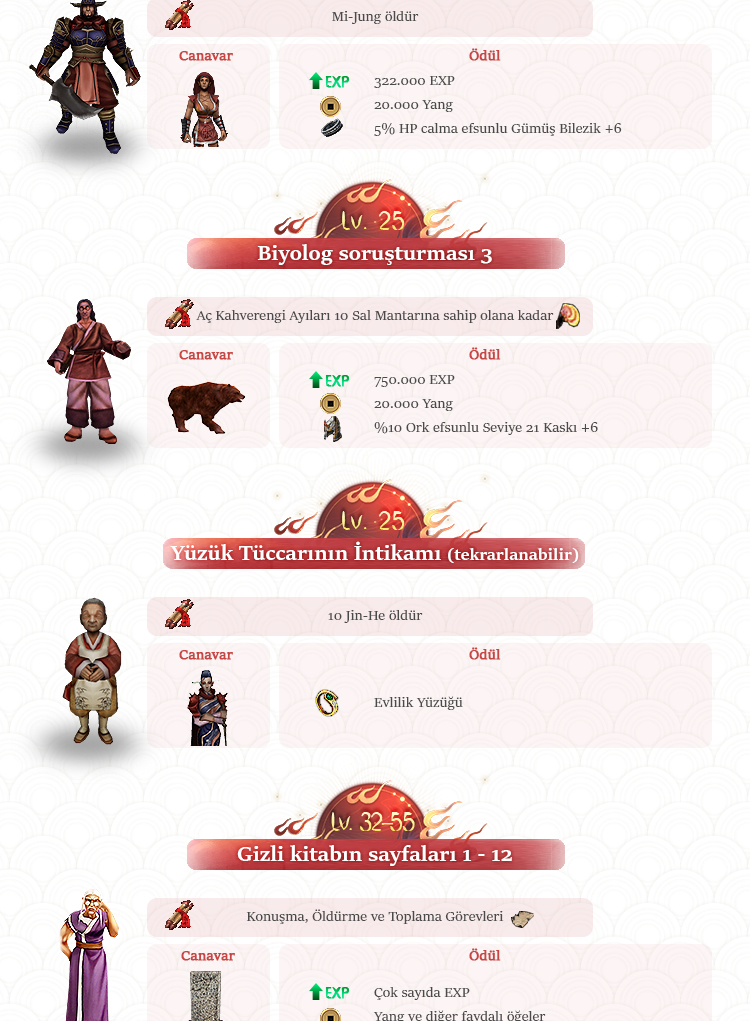 Mi-Jung öldür
Canavar
Ödül
EXP
322.000 EXP
20.000 Yang
5% HP calma efsunlu Gümüş Bilezik +6
Lv. 25
Biyolog soruşturması 3
Aç Kahverengi Ayıları 10 Sal Mantarına sahip olana kadar
Canavar
Ödül
EXP
750.000 EXP
20.000 Yang
%10 Ork efsunlu Seviye 21 Kaskı +6
Lv. 25
Yüzük Tüccarının İntikamı (tekrarlanabilir)
10 Jin-He öldür
Canavar
Ödül
Evlilik Yüzüğü
Lv. 32-55
Gizli kitabın sayfaları 1 - 12
Konuşma, Öldürme ve Toplama Görevleri
Canavar
Ödül
EXP
Çok sayıda EXP
Yang ve diğer faydalı öğeler